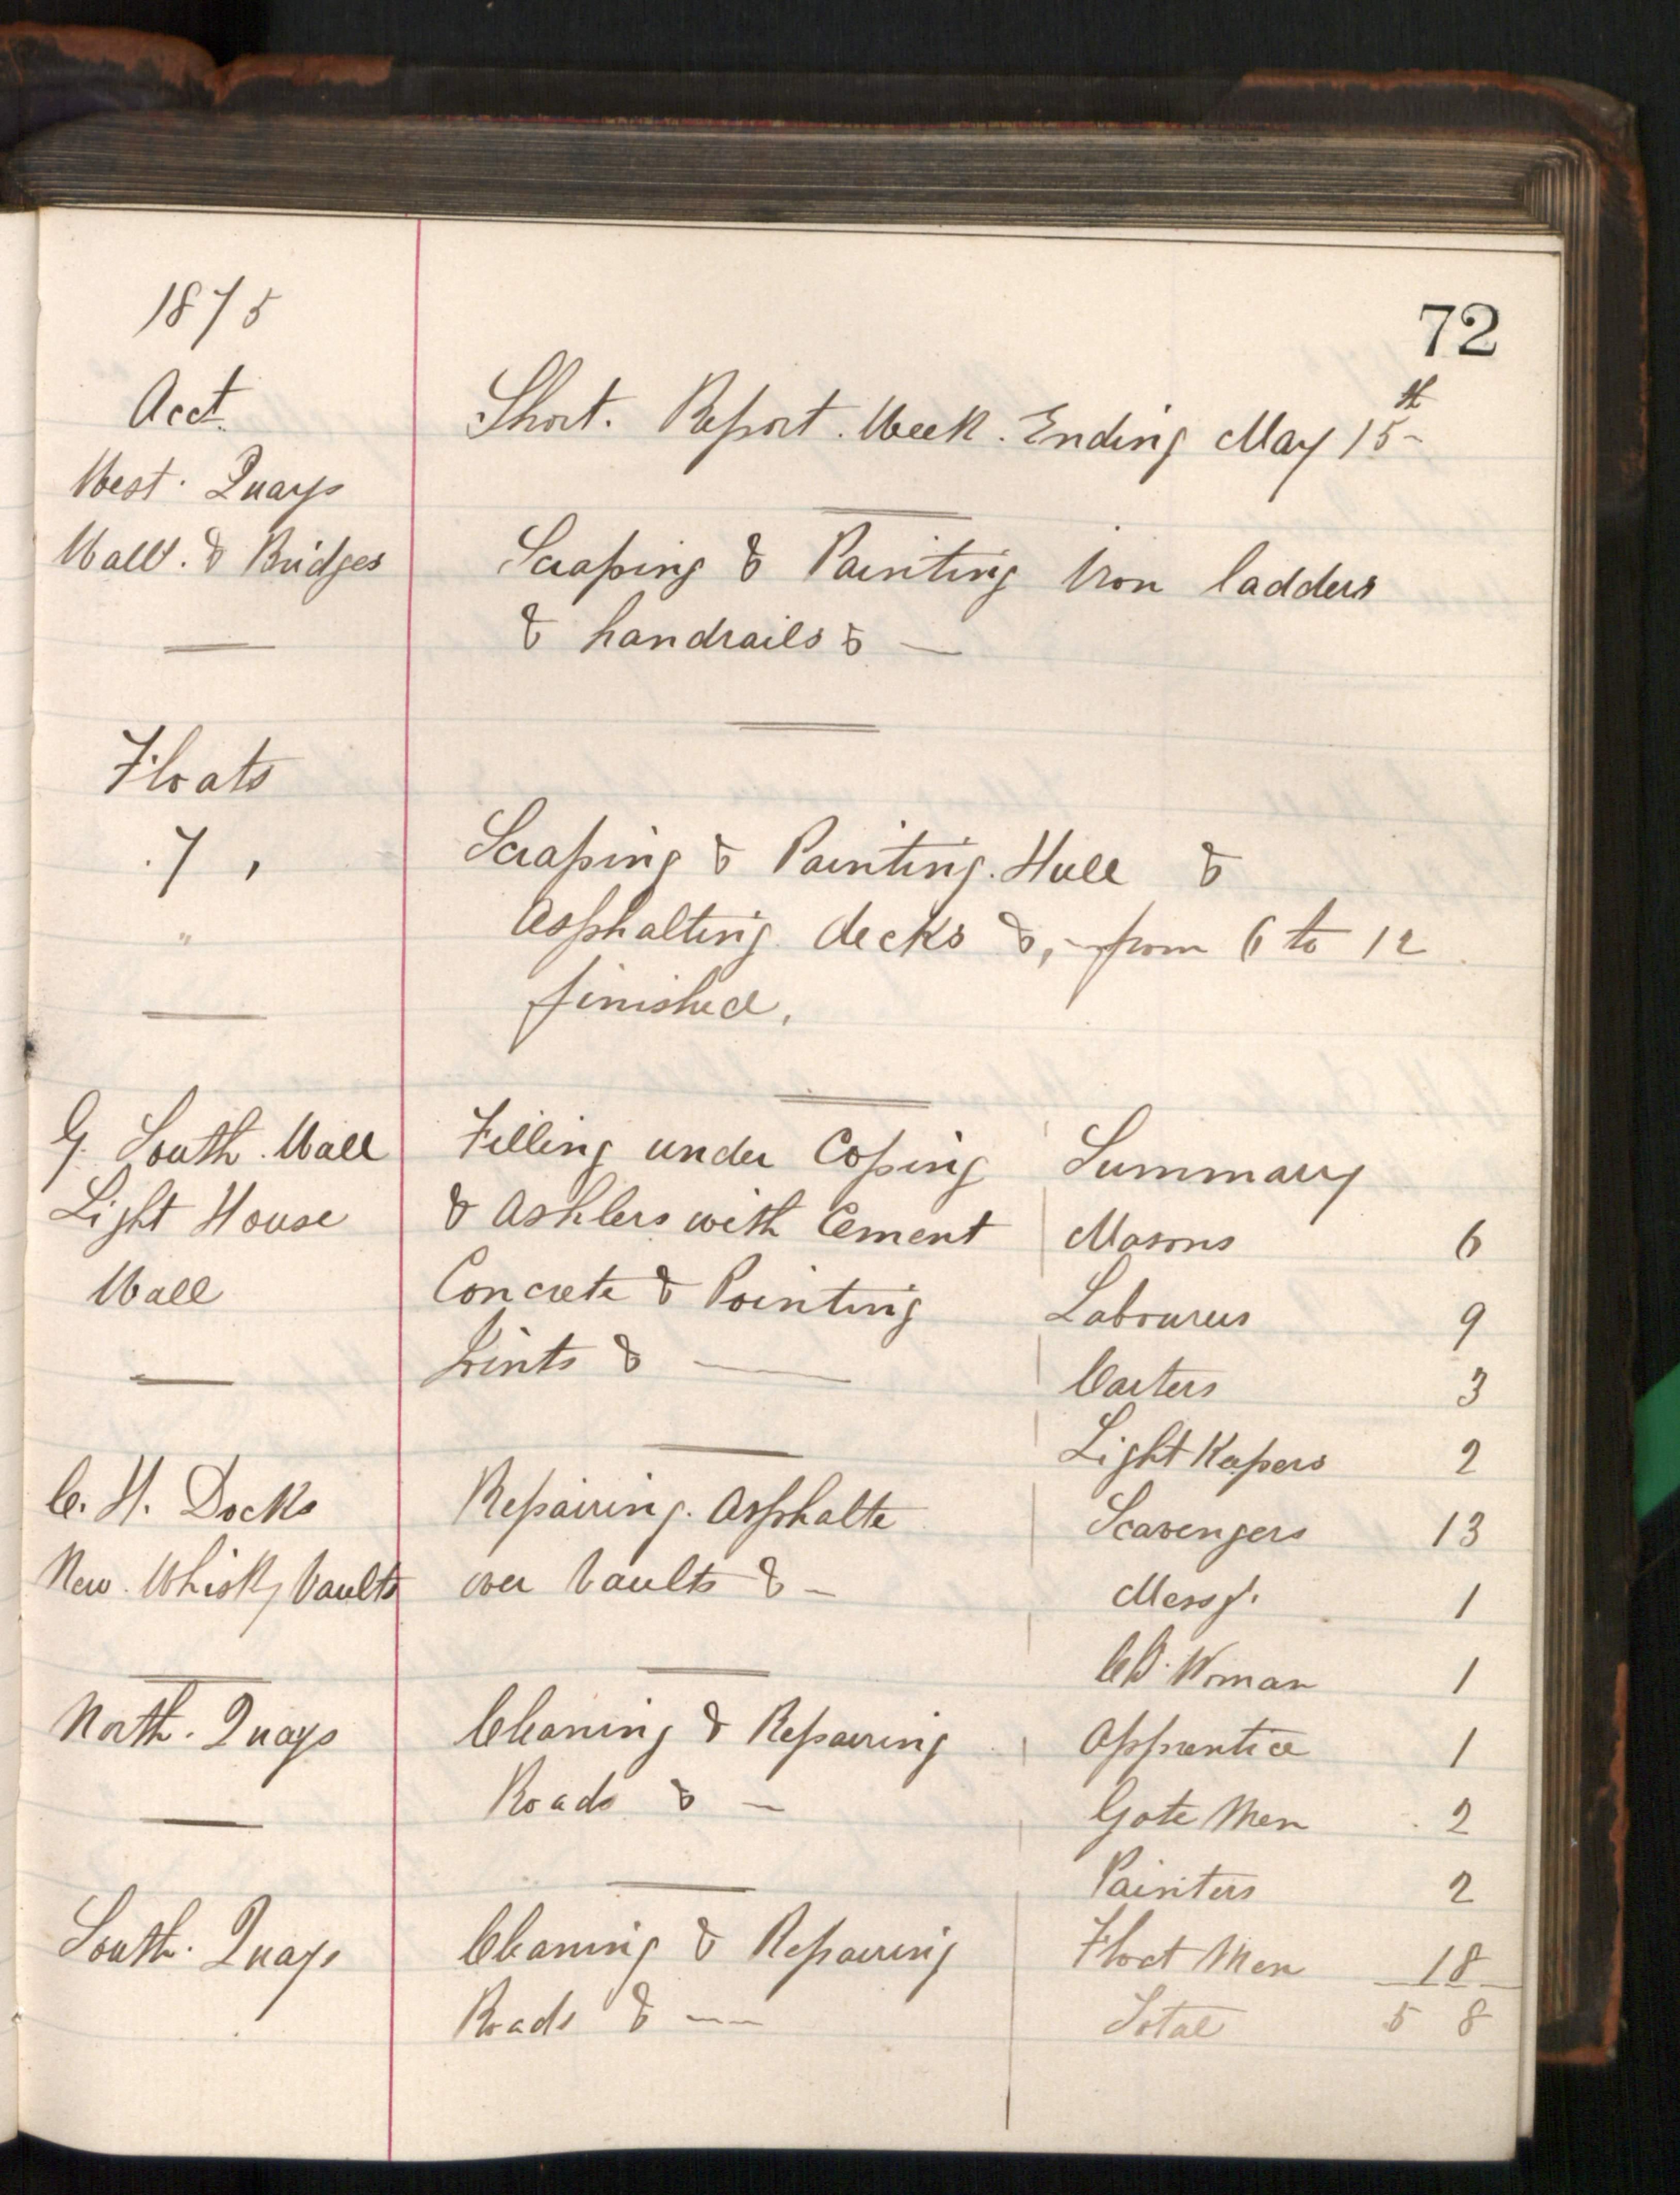 1875
72
Acct.
Short. Report. Week. Ending May 15th
West. Quays
Wall. & Bridges
Scraping & Painting Iron ladders
& handrails & —
Floats
7 ,
Scraping & Painting. Hull &
"
Asphalting decks &, - from 6 to 12
finished.
G. South. Wall
Light House
Wall
Filling under Coping
& Ashlers with Cement
Concrete & Pointing
Joints & —
C. H. Docks
New. Whisky Vaults
Repairing. Asphalte
over Vaults & —
North. Quays
Cleaning & Repairing
Roads & —
South. Quays
Cleaning & Repairing
Roads & — —
Summary
Masons 6
Labourers 9
Carters 3
Light Keepers 2
Scavengers 13
Messgr. 1
Woman 1
Apprentice 1
Gate Men 2
Painters 2
Float Men 18
Total 58